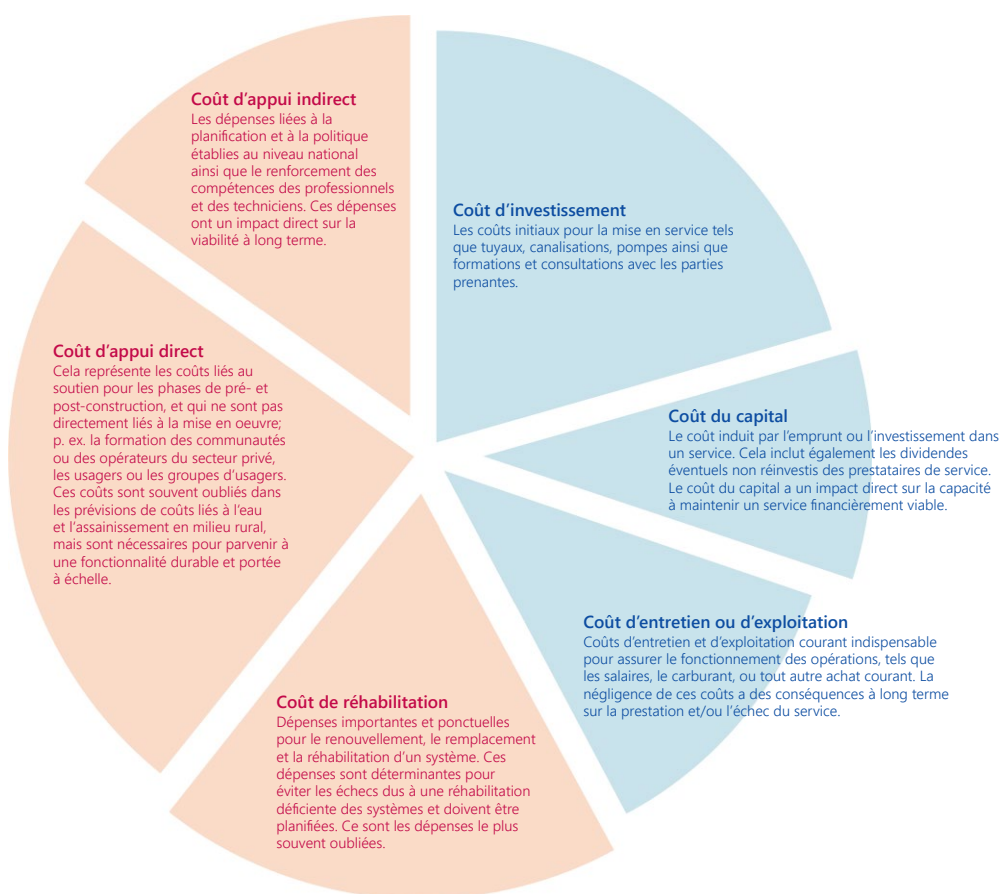 Coût d'appui indirect
Les dépenses liées à la
planification et à la politique
établies au niveau national
ainsi que le renforcement des
compétences des professionnels
et des techniciens. Ces dépenses
ont un impact direct sur la
viabilité à long terme.
Coût d'investissement
Les coûts initiaux pour la mise en service tels
que tuyaux, canalisations, pompes ainsi que
formations et consultations avec les parties
prenantes.
Coût d'appui direct
Cela représente les coûts liés au
soutien pour les phases de pré- et
post-construction, et qui ne sont pas
directement liés à la mise en oeuvre;
p. ex. la formation des communautés
ou des opérateurs du secteur privé,
les usagers ou les groupes d'usagers.
Ces coûts sont souvent oubliés dans
les prévisions de coûts liés à l'eau
et l'assainissement en milieu rural,
mais sont nécessaires pour parvenir à
une fonctionnalité durable et portée
à échelle.
Coût du capital
Le coût induit par l'emprunt ou l'investissement dans
un service. Cela inclut également les dividendes
éventuels non réinvestis des prestataires de service.
Le coût du capital a un impact direct sur la capacité
à maintenir un service financièrement viable.
Coût d'entretien ou d'exploitation
Coûts d'entretien et d'exploitation courant indispensable
pour assurer le fonctionnement des opérations, tels que
les salaires, le carburant, ou tout autre achat courant. La
négligence de ces coûts a des conséquences à long terme
sur la prestation et/ou l'échec du service.
Coût de réhabilitation
Dépenses importantes et ponctuelles
pour le renouvellement, le remplacement
et la réhabilitation d'un système. Ces
dépenses sont déterminantes pour
éviter les échecs dus à une réhabilitation
déficiente des systèmes et doivent être
planifiées. Ce sont les dépenses le plus
souvent oubliées.